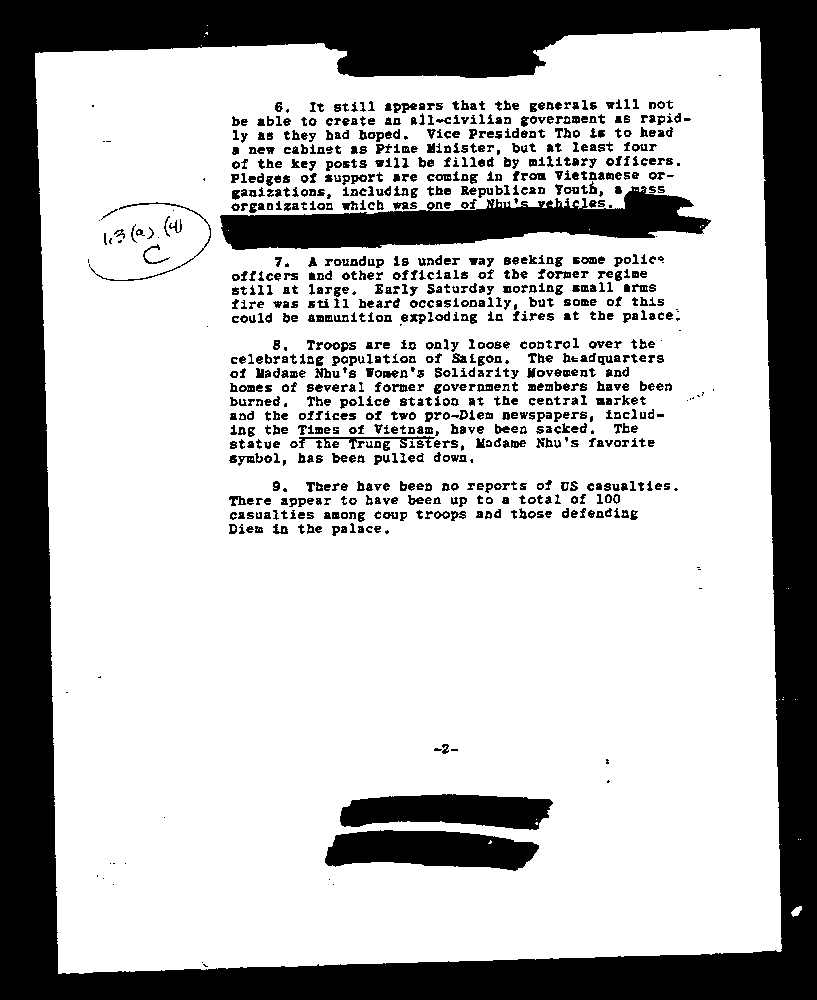 6. It still appears that the generals will not
be able to create an all-civilian government as rapid-
ly as they had hoped. Vice President Tho is to head
a new cabinet as Prime Minister, but at least four
of the key posts will be filled by military officers.
Pledges of support are coming in from Vietnamese or-
ganizations, including the Republican Youth, a mass
organization which was one of Nhu's vehicles.
1.3 (a) (4)
C
7. A roundup is under way seeking some police
officers and other officials of the former regime
still at large. Early Saturday morning small arms
fire was still heard occasionally, but some of this
could be ammunition exploding in fires at the palace.
8. Troops are in only loose control over the
celebrating population of Saigon. The headquarters
of Madame Nhu's Women's Solidarity Movement and
homes of several former government members have been
burned. The police station at the central market
and the offices of two pro-Diem newspapers, includ-
ing the Times of Vietnam, have been sacked. The
statue of the Trung Sisters, Madame Nhu's favorite
symbol, has been pulled down.
9. There have been no reports of US casualties.
There appear to have been up to a total of 100
casualties among coup troops and those defending
Diem in the palace.
-2-